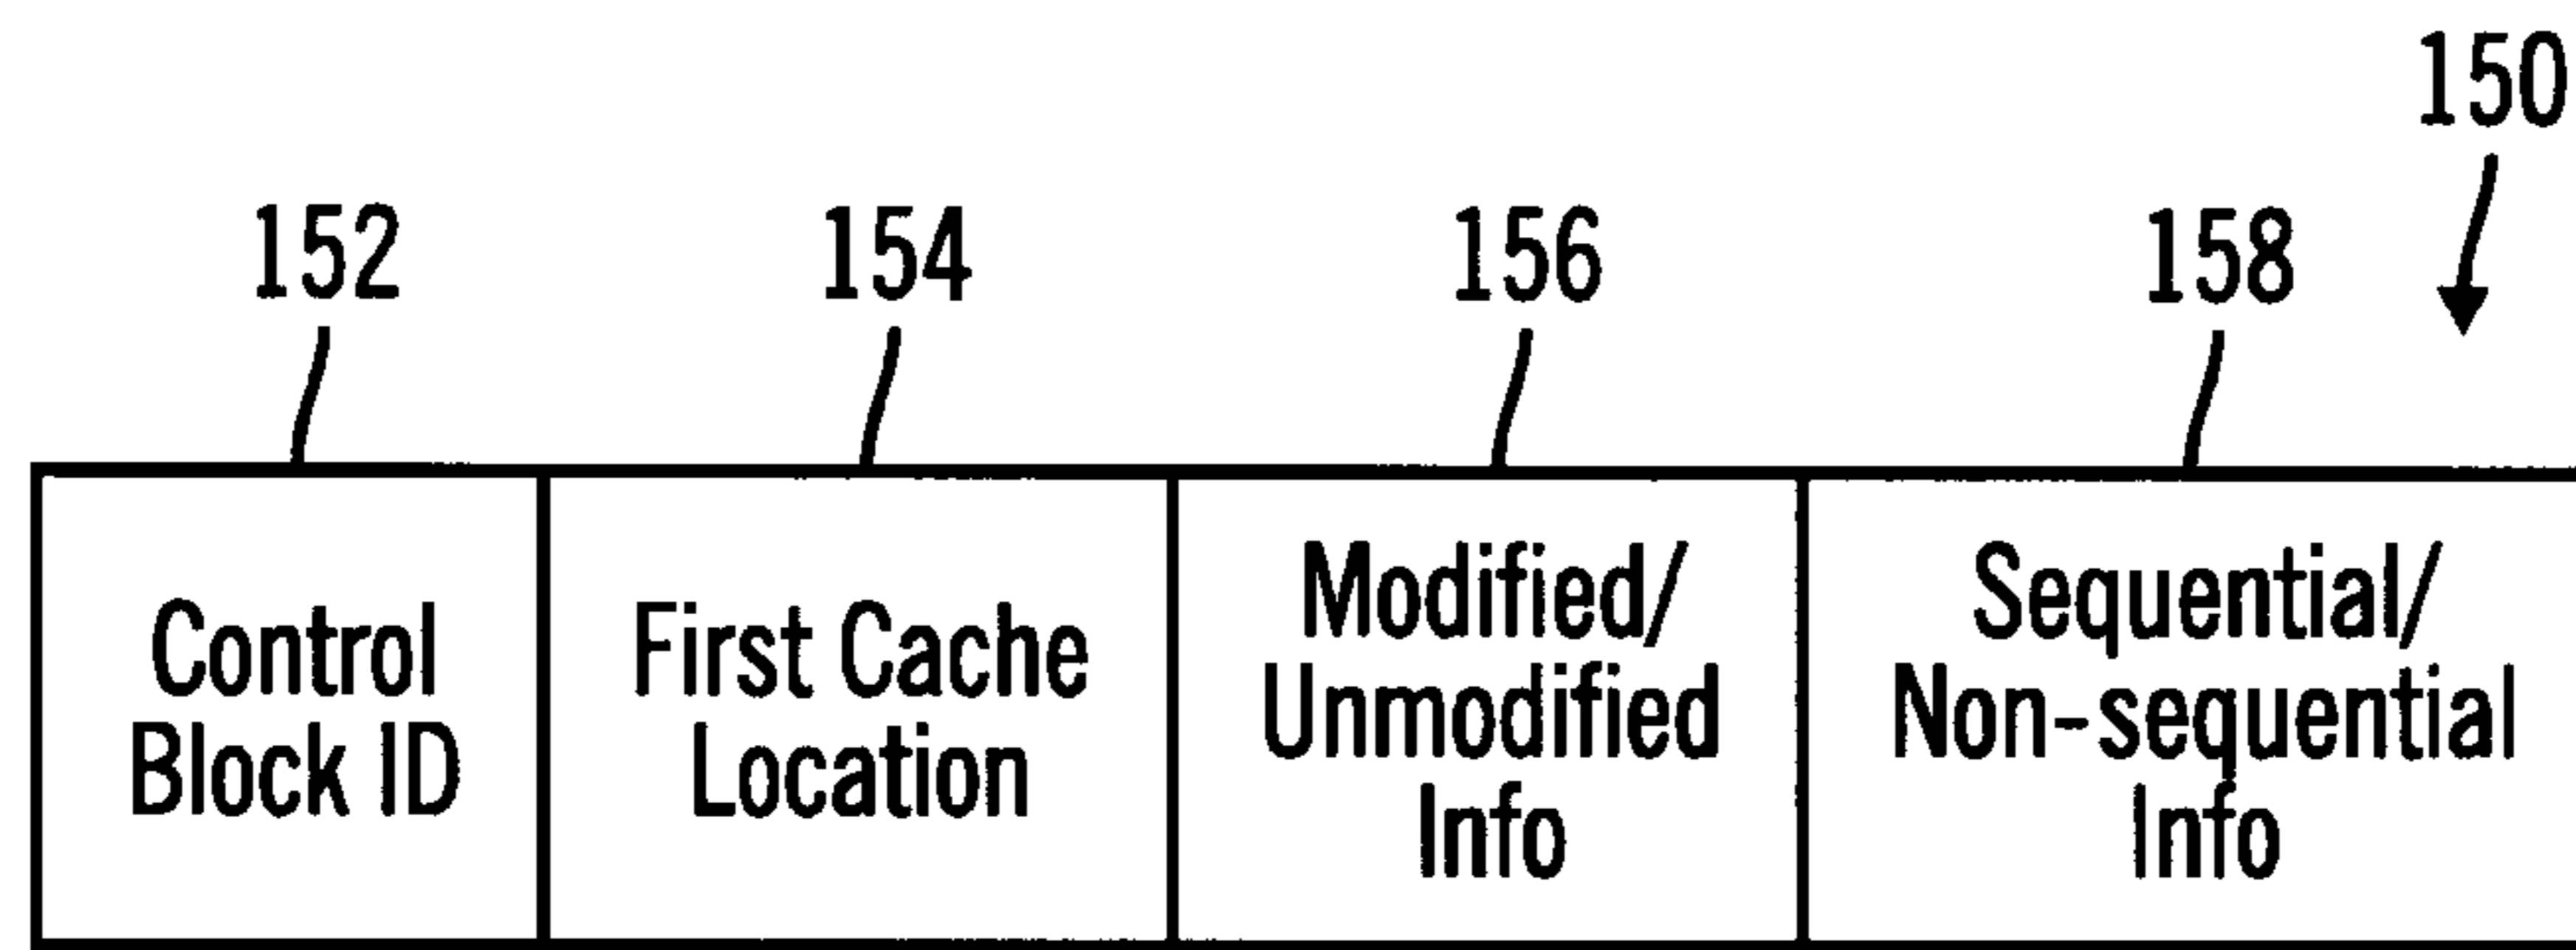 150
152
154
156
158
Control
Block ID
First Cache
Location
Modified/
Unmodified
Info
Sequential/
Non-sequential
Info